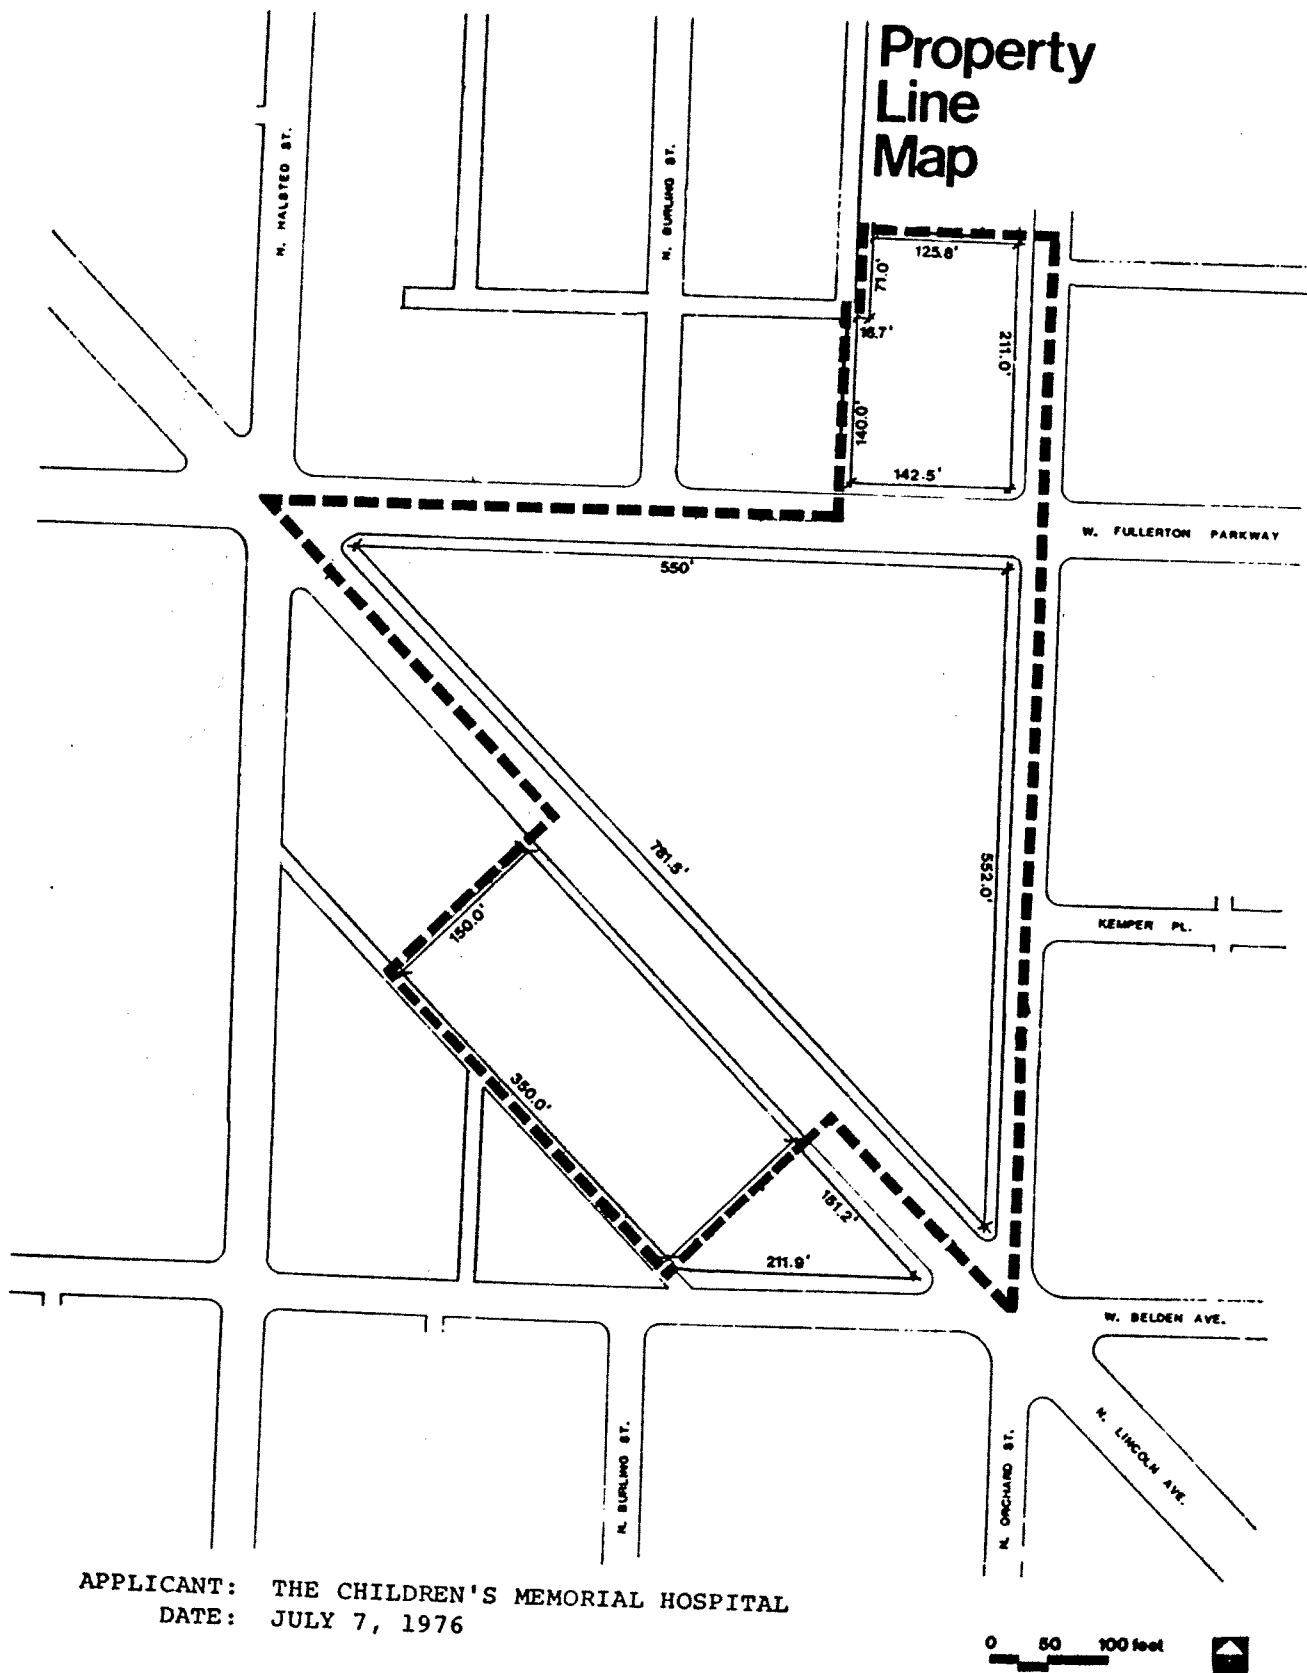 Property
Line
Map
N. HALSTED ST.
N. BURLING ST.
125.8'
71.0'
16.7'
211.0'
140.0'
142.5'
W. FULLERTON PARKWAY
550'
781.5'
552.0'
150.0'
KEMPER PL.
350.0'
151.2'
211.9'
W. BELDEN AVE.
N. LINCOLN AVE.
N. BURLING ST.
N. ORCHARD ST.
APPLICANT: THE CHILDREN'S MEMORIAL HOSPITAL
DATE: JULY 7, 1976
0 50 100 feet